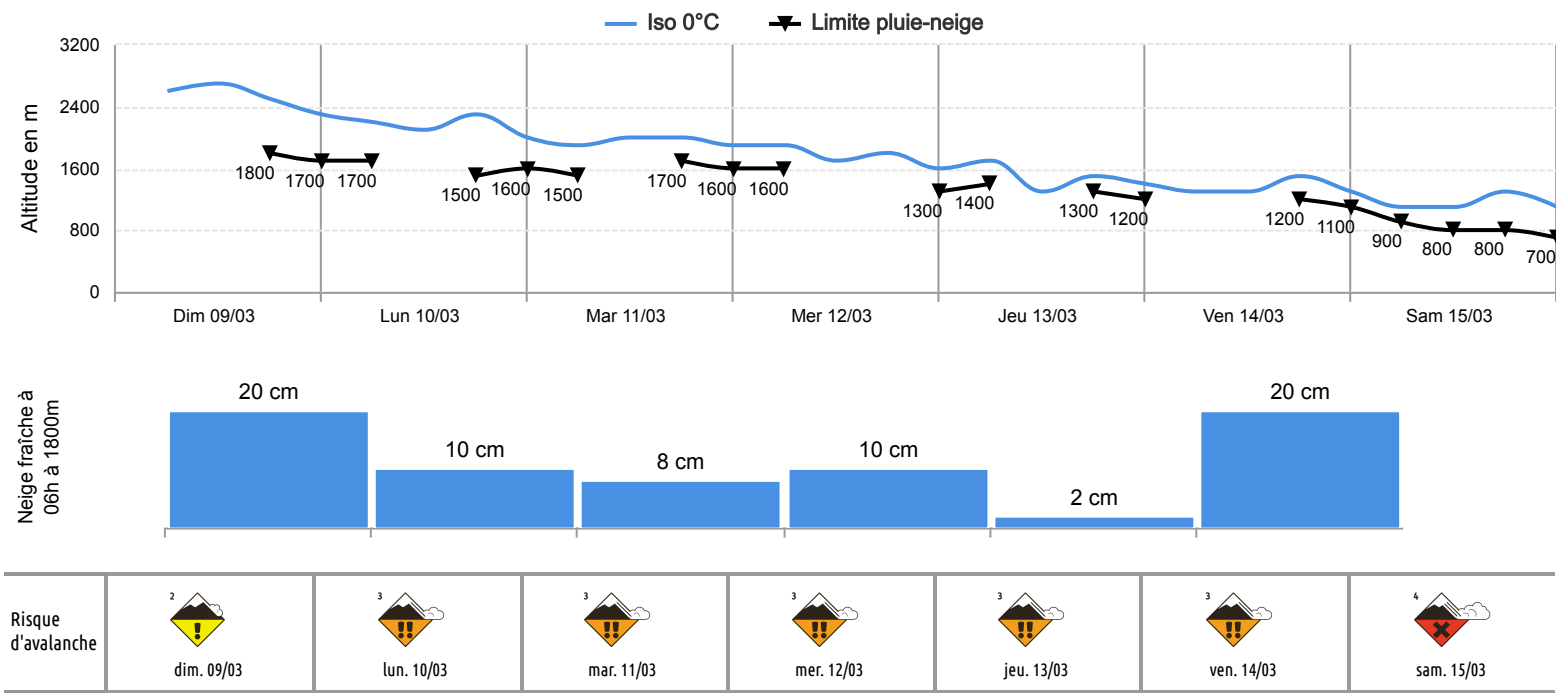 Iso 0°C Limite pluie-neige
Altitude en m
3200
2400
1600
800
0
1800 1700 1700 1500 1600 1500 1700 1600 1600 1300 1400 1300 1200 1200 1100 900 800 800 700
Dim 09/03 Lun 10/03 Mar 11/03 Mer 12/03 Jeu 13/03 Ven 14/03 Sam 15/03
Neige fraîche à
06h à 1800m
20 cm 10 cm 8 cm 10 cm 2 cm 20 cm
Risque
d'avalanche
2 3 3 3 3 3 4
! !! !! !! !! !!
dim. 09/03 lun. 10/03 mar. 11/03 mer. 12/03 jeu. 13/03 ven. 14/03 sam. 15/03